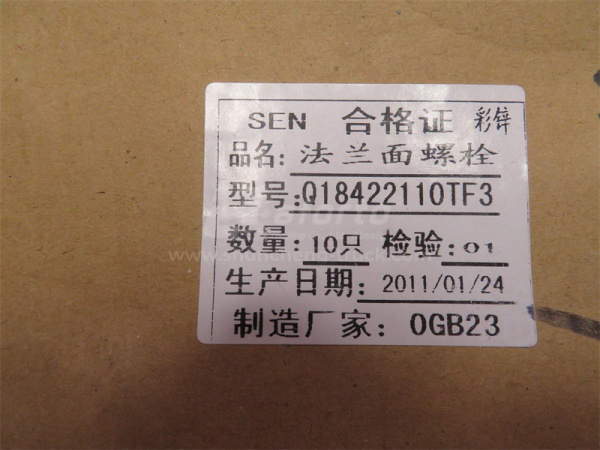 SEN 合格证 彩锌
品名: 法兰面螺栓
型号: Q18422110TF3
数量: 10只 检验: 01
生产日期: 2011/01/24
制造厂家: OGB23